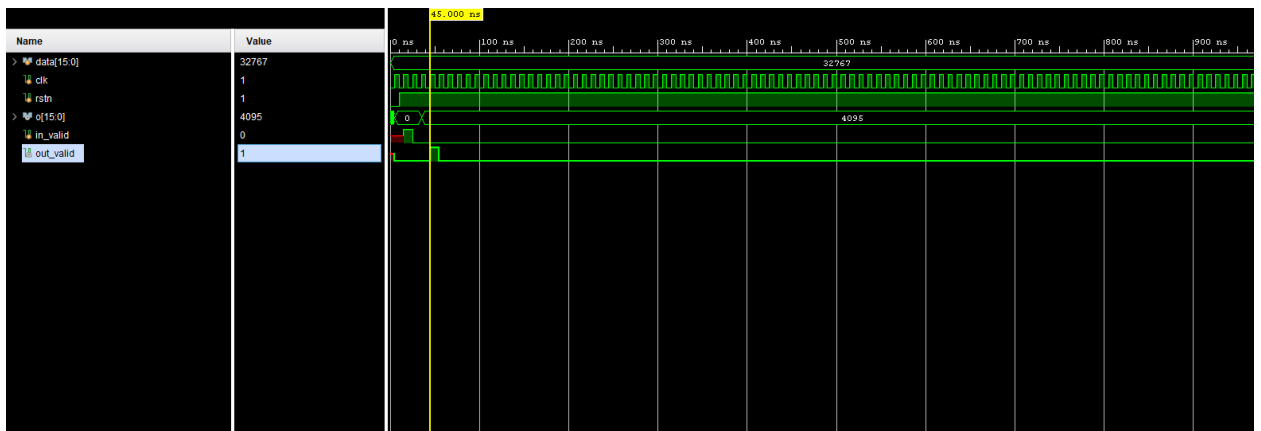 45.000 ns
Name Value
0 ns 100 ns 200 ns 300 ns 400 ns 500 ns 600 ns 700 ns 800 ns 900 ns
data[15:0] 32767 32767
clk 1
rstn 1
o[15:0] 4095 0 4095
in_valid 0
out_valid 1